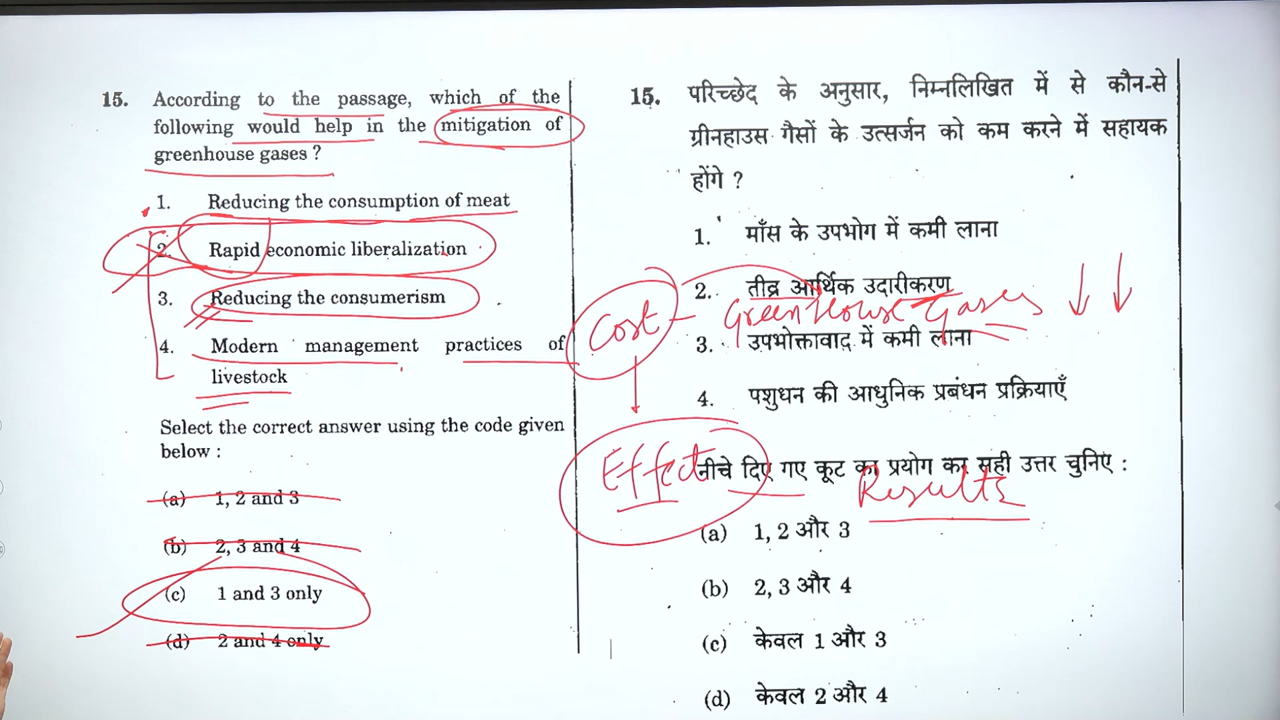 15. According to the passage, which of the
following would help in the mitigation of
greenhouse gases ?
1. Reducing the consumption of meat
2. Rapid economic liberalization
3. Reducing the consumerism
4. Modern management practices of
livestock
Select the correct answer using the code given
below :
(a) 1, 2 and 3
(b) 2, 3 and 4
(c) 1 and 3 only
(d) 2 and 4 only
Cost
Effect
15. परिच्छेद के अनुसार, निम्नलिखित में से कौन-से
ग्रीनहाउस गैसों के उत्सर्जन को कम करने में सहायक
होंगे ?
1. माँस के उपभोग में कमी लाना
2. तीव्र आर्थिक उदारीकरण
GreenHouse Gases ↓ ↓
3. उपभोक्तावाद में कमी लाना
4. पशुधन की आधुनिक प्रबंधन प्रक्रियाएँ
नीचे दिए गए कूट का प्रयोग कर सही उत्तर चुनिए :
Results
(a) 1, 2 और 3
(b) 2, 3 और 4
(c) केवल 1 और 3
(d) केवल 2 और 4